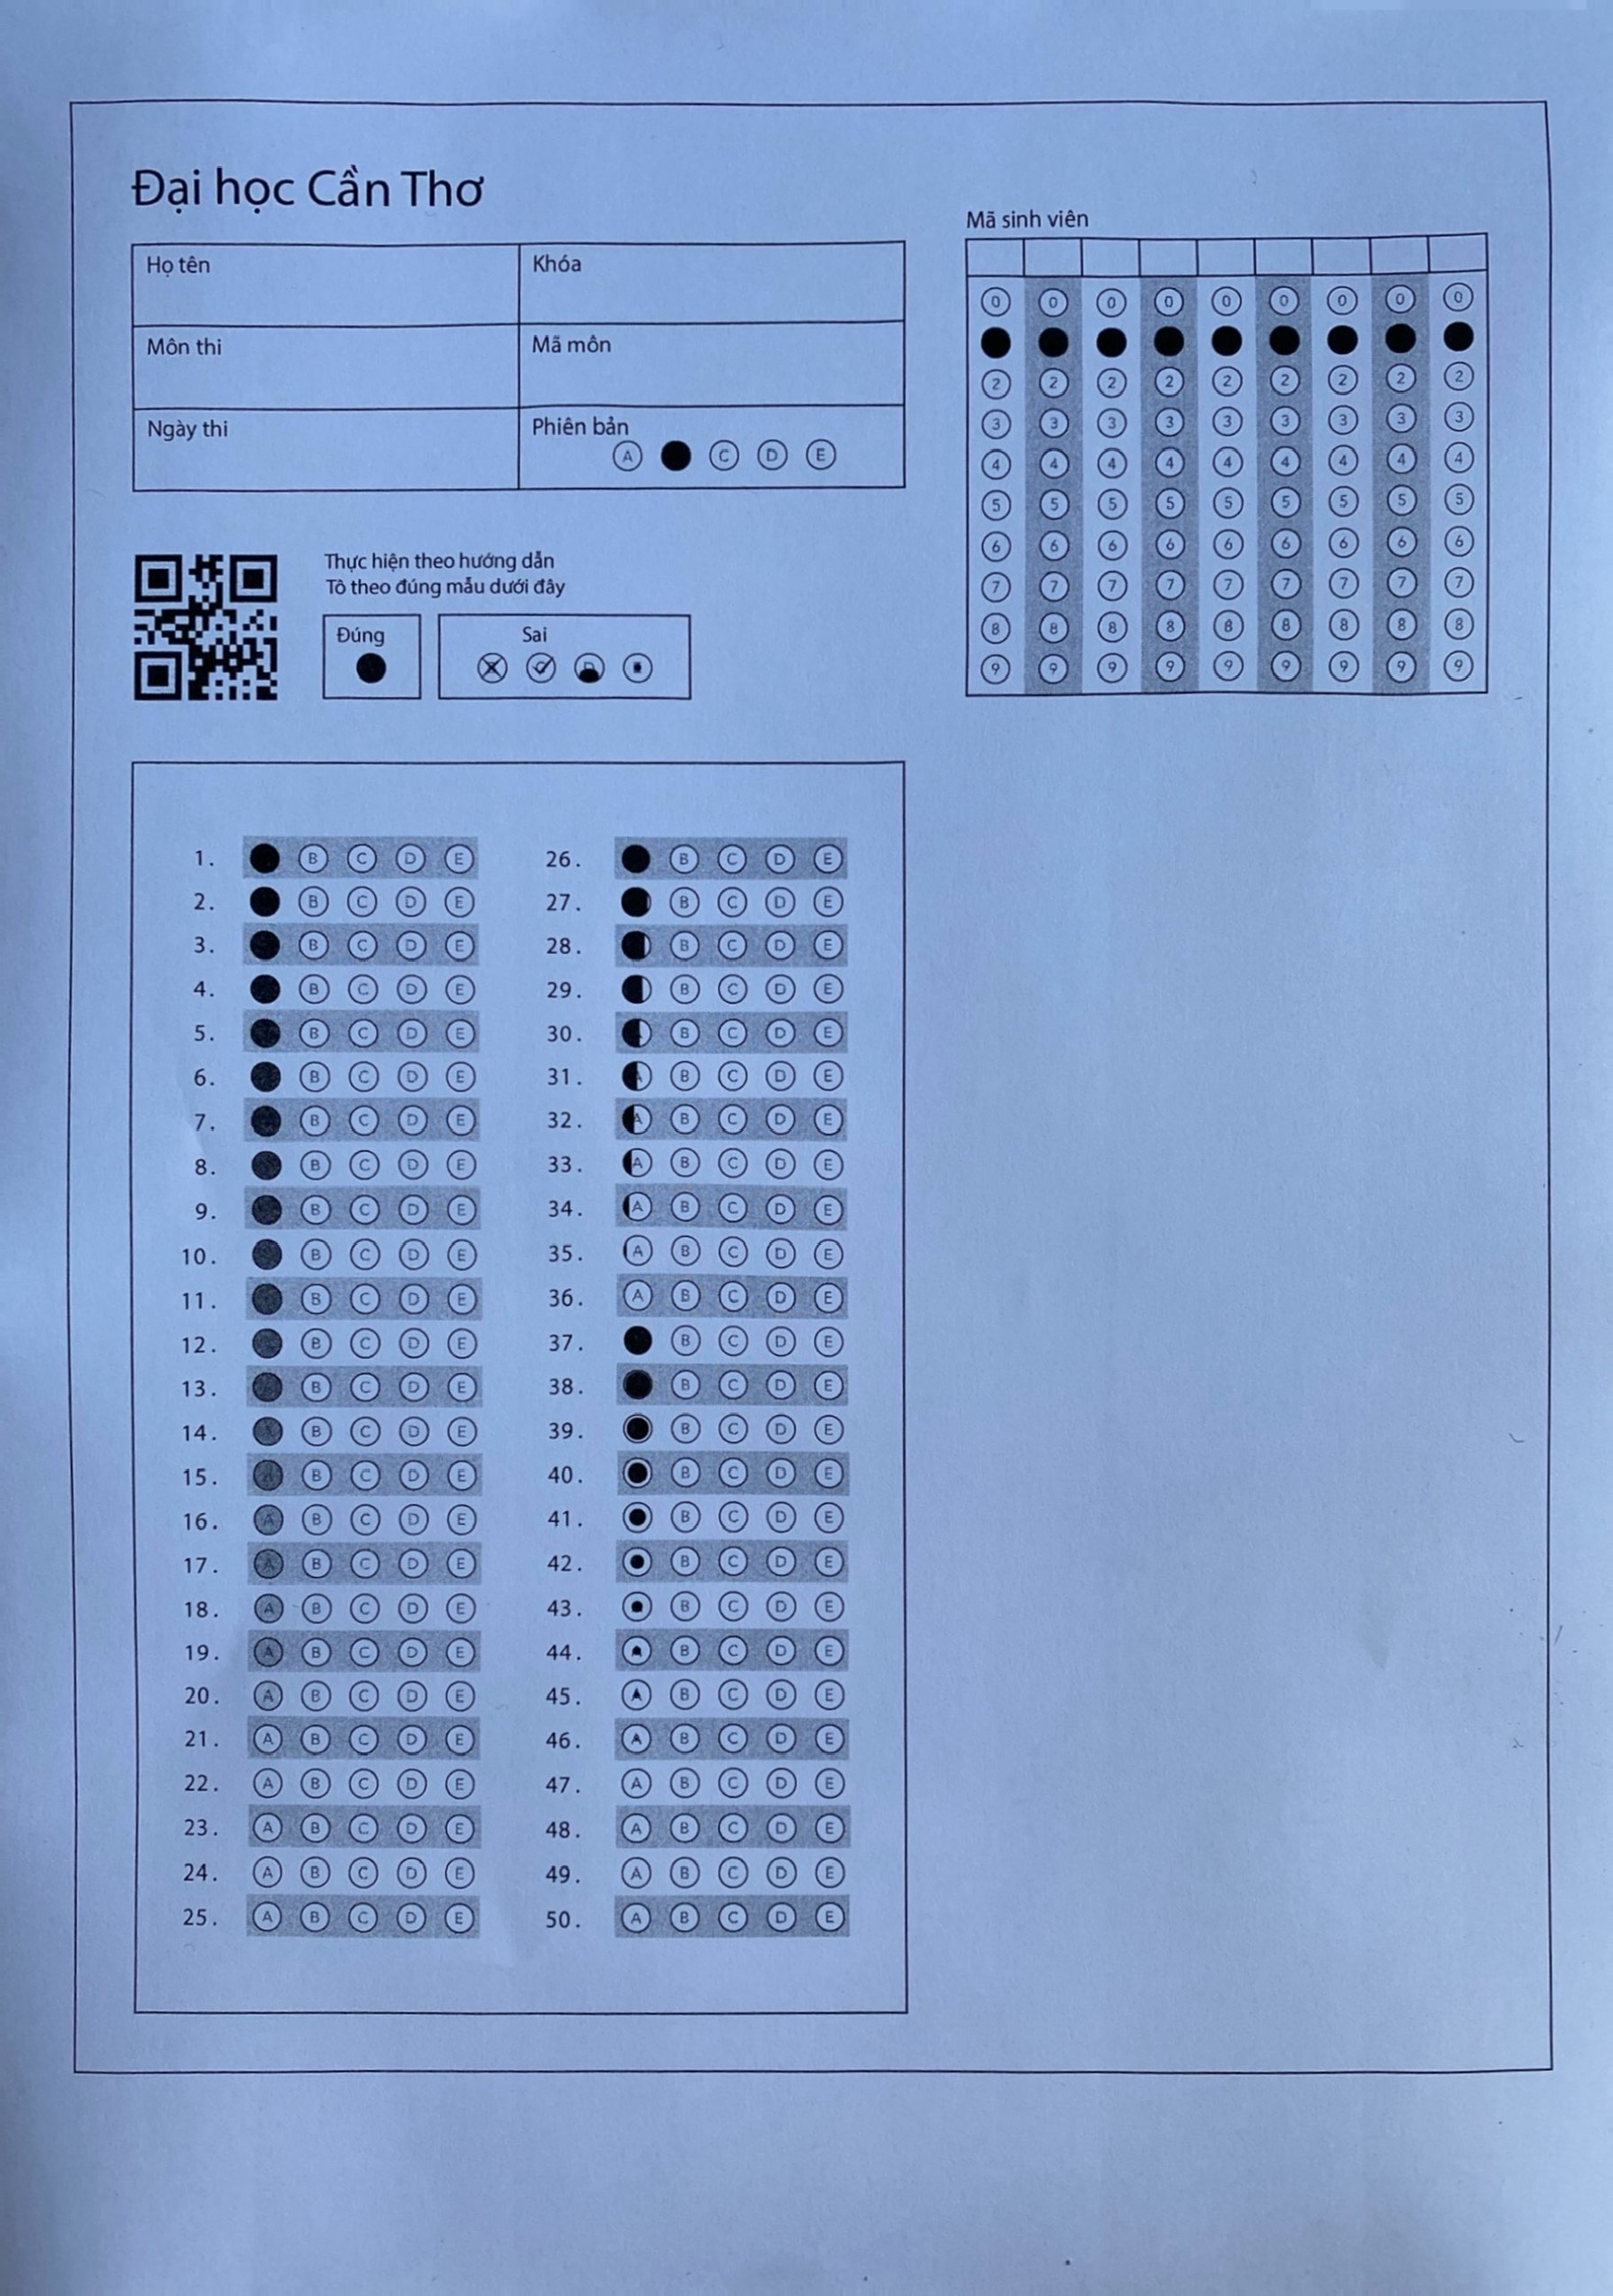 Đại học Cần Thơ
Họ tên
Khóa
Môn thi
Mã môn
Ngày thi
Phiên bản
A C D E
Mã sinh viên
0 0 0 0 0 0 0 0 0
2 2 2 2 2 2 2 2 2
3 3 3 3 3 3 3 3 3
4 4 4 4 4 4 4 4 4
5 5 5 5 5 5 5 5 5
6 6 6 6 6 6 6 6 6
7 7 7 7 7 7 7 7 7
8 8 8 8 8 8 8 8 8
9 9 9 9 9 9 9 9 9
Thực hiện theo hướng dẫn
Tô theo đúng mẫu dưới đây
Đúng
Sai
1. B C D E
2. B C D E
3. B C D E
4. B C D E
5. B C D E
6. B C D E
7. B C D E
8. B C D E
9. B C D E
10. B C D E
11. B C D E
12. B C D E
13. B C D E
14. B C D E
15. A B C D E
16. A B C D E
17. A B C D E
18. A B C D E
19. A B C D E
20. A B C D E
21. A B C D E
22. A B C D E
23. A B C D E
24. A B C D E
25. A B C D E
26. B C D E
27. B C D E
28. B C D E
29. B C D E
30. B C D E
31. B C D E
32. A B C D E
33. A B C D E
34. A B C D E
35. A B C D E
36. A B C D E
37. B C D E
38. B C D E
39. B C D E
40. B C D E
41. B C D E
42. B C D E
43. B C D E
44. B C D E
45. A B C D E
46. A B C D E
47. A B C D E
48. A B C D E
49. A B C D E
50. A B C D E